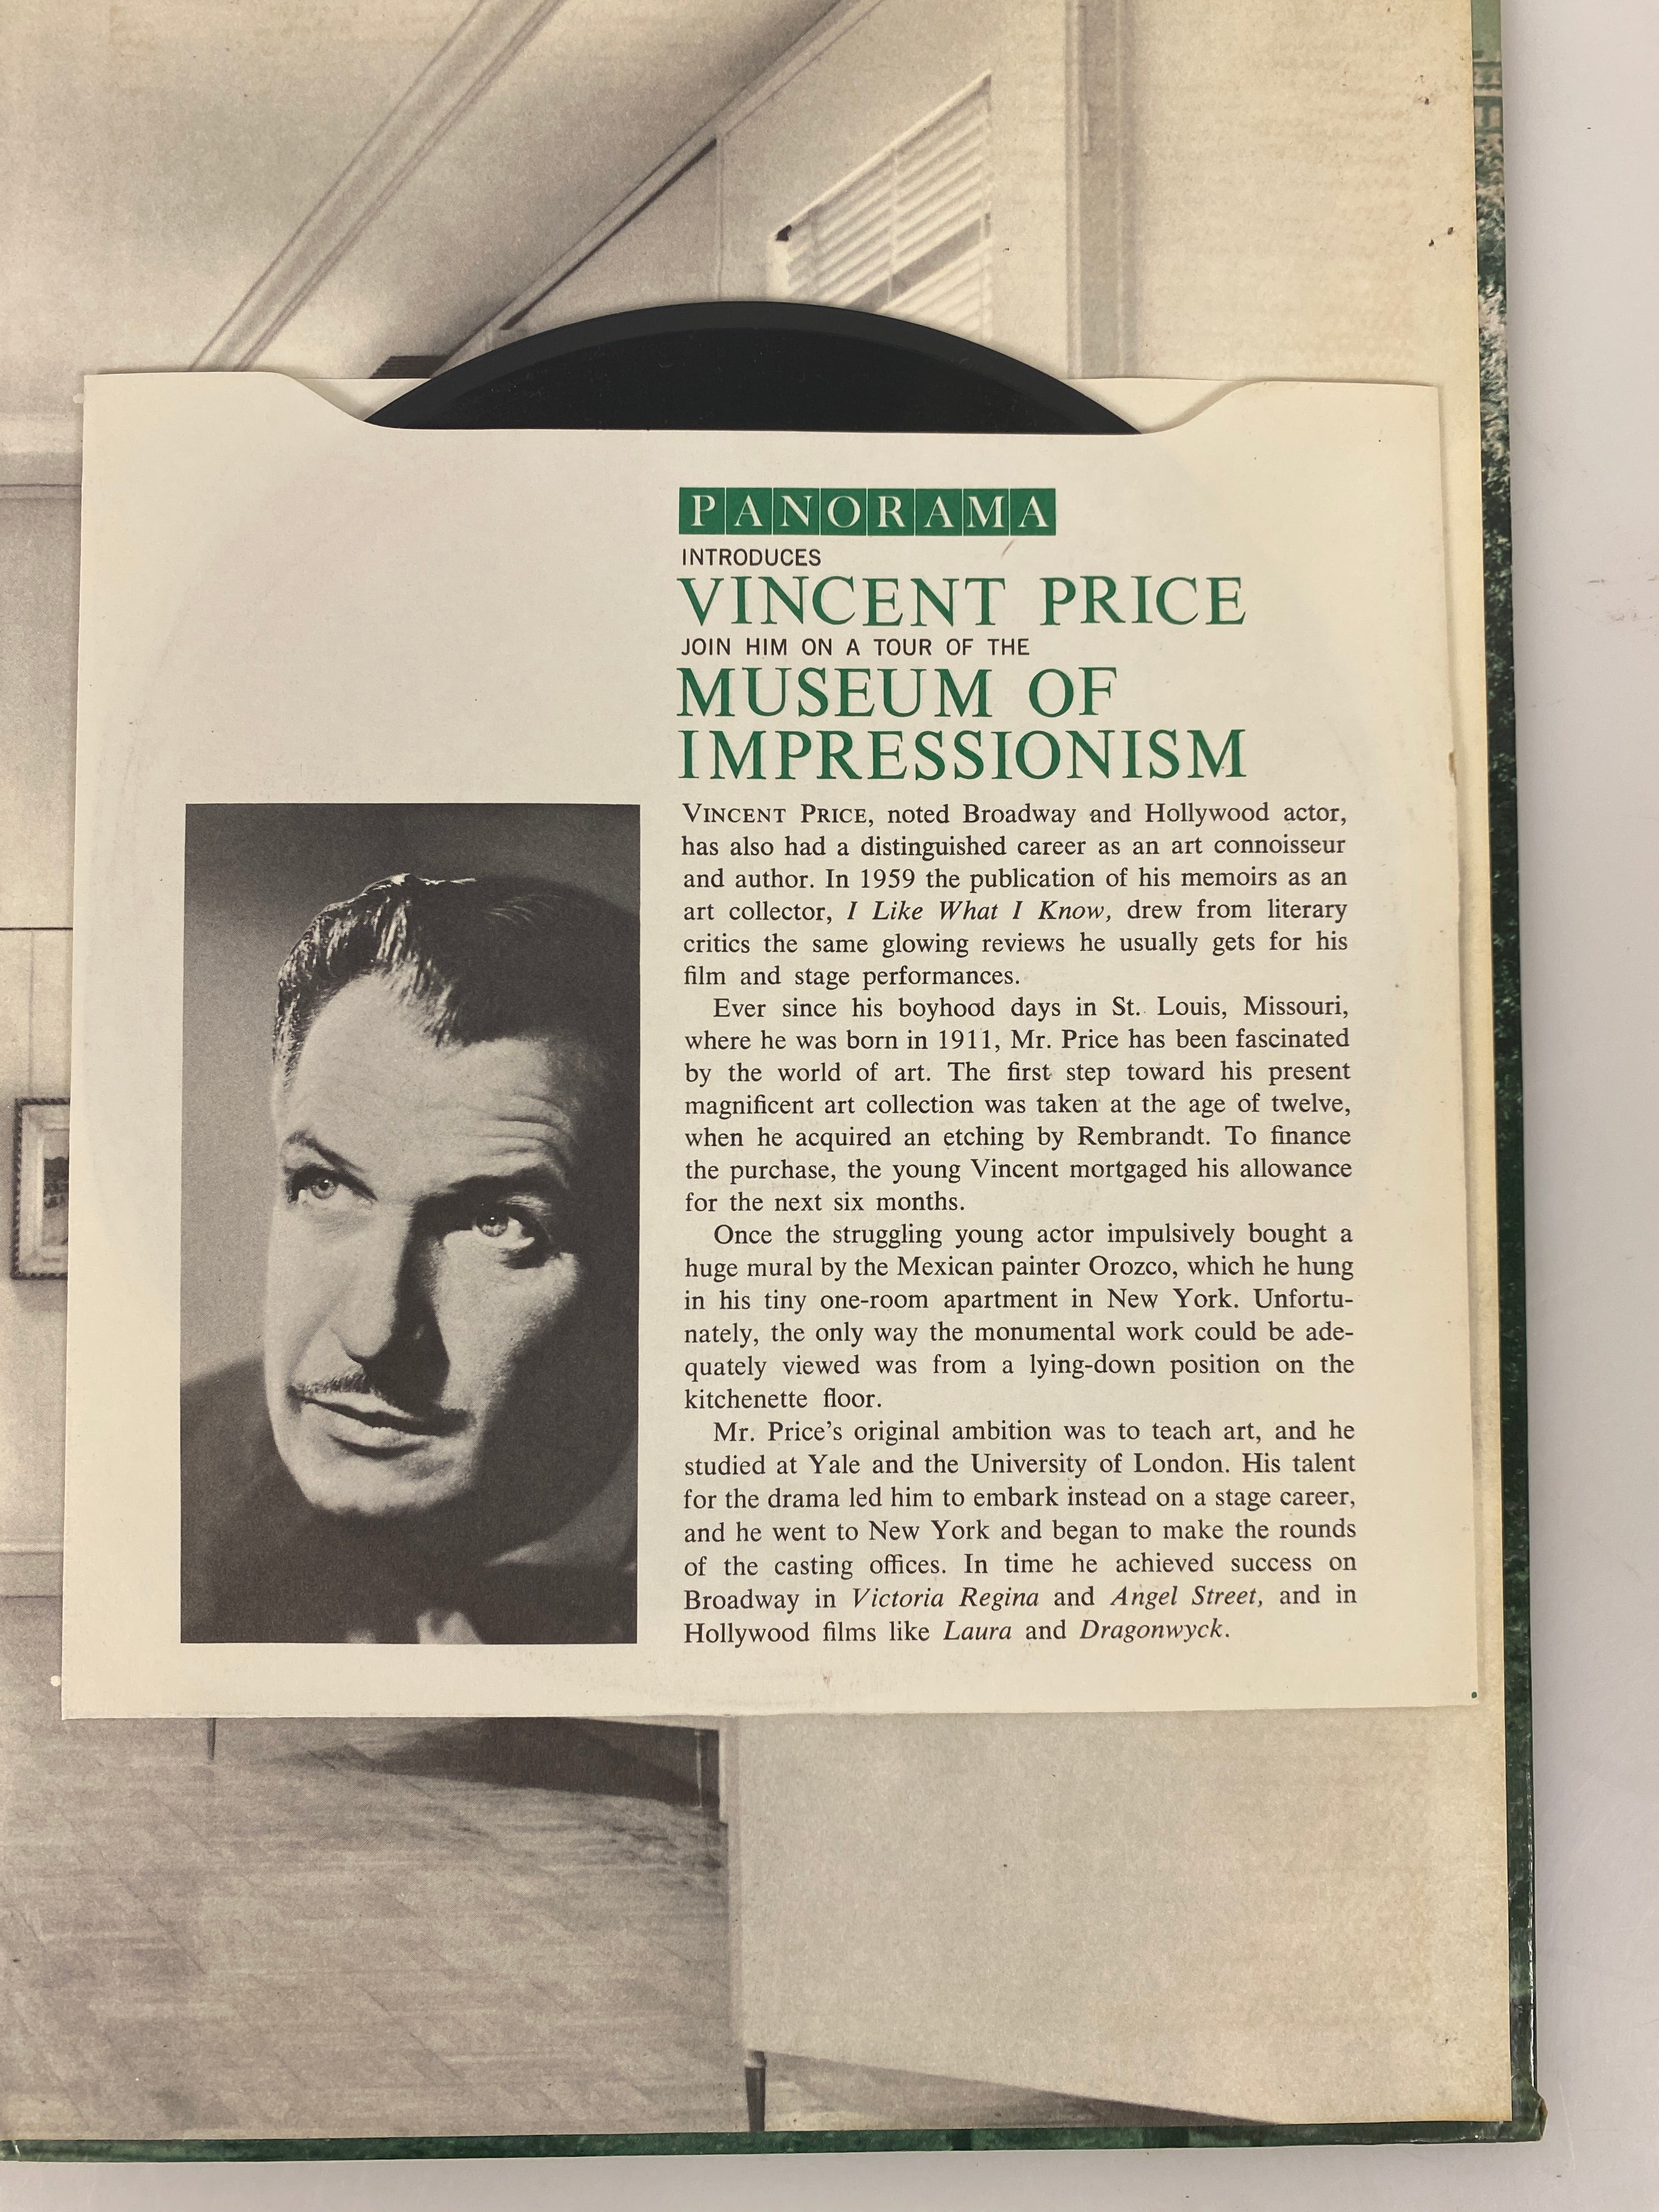 PANORAMA
INTRODUCES
VINCENT PRICE
JOIN HIM ON A TOUR OF THE
MUSEUM OF
IMPRESSIONISM
VINCENT PRICE, noted Broadway and Hollywood actor,
has also had a distinguished career as an art connoisseur
and author. In 1959 the publication of his memoirs as an
art collector, I Like What I Know, drew from literary
critics the same glowing reviews he usually gets for his
film and stage performances.
Ever since his boyhood days in St. Louis, Missouri,
where he was born in 1911, Mr. Price has been fascinated
by the world of art. The first step toward his present
magnificent art collection was taken at the age of twelve,
when he acquired an etching by Rembrandt. To finance
the purchase, the young Vincent mortgaged his allowance
for the next six months.
Once the struggling young actor impulsively bought a
huge mural by the Mexican painter Orozco, which he hung
in his tiny one-room apartment in New York. Unfortu-
nately, the only way the monumental work could be ade-
quately viewed was from a lying-down position on the
kitchenette floor.
Mr. Price's original ambition was to teach art, and he
studied at Yale and the University of London. His talent
for the drama led him to embark instead on a stage career,
and he went to New York and began to make the rounds
of the casting offices. In time he achieved success on
Broadway in Victoria Regina and Angel Street, and in
Hollywood films like Laura and Dragonwyck.